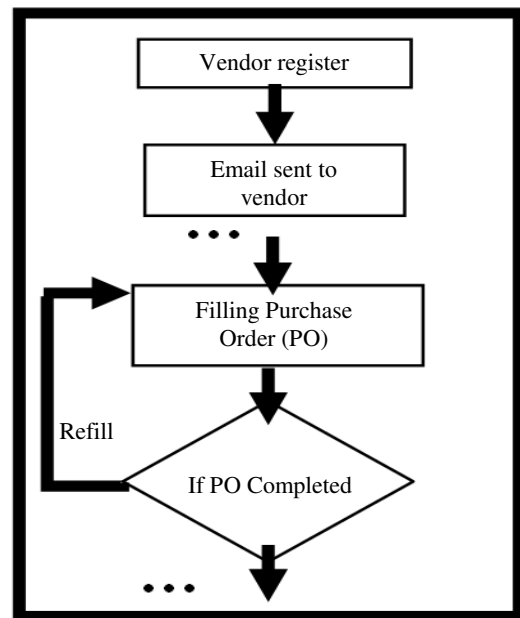 Vendor register
Email sent to
vendor
...
Filling Purchase
Order (PO)
Refill
If PO Completed
...